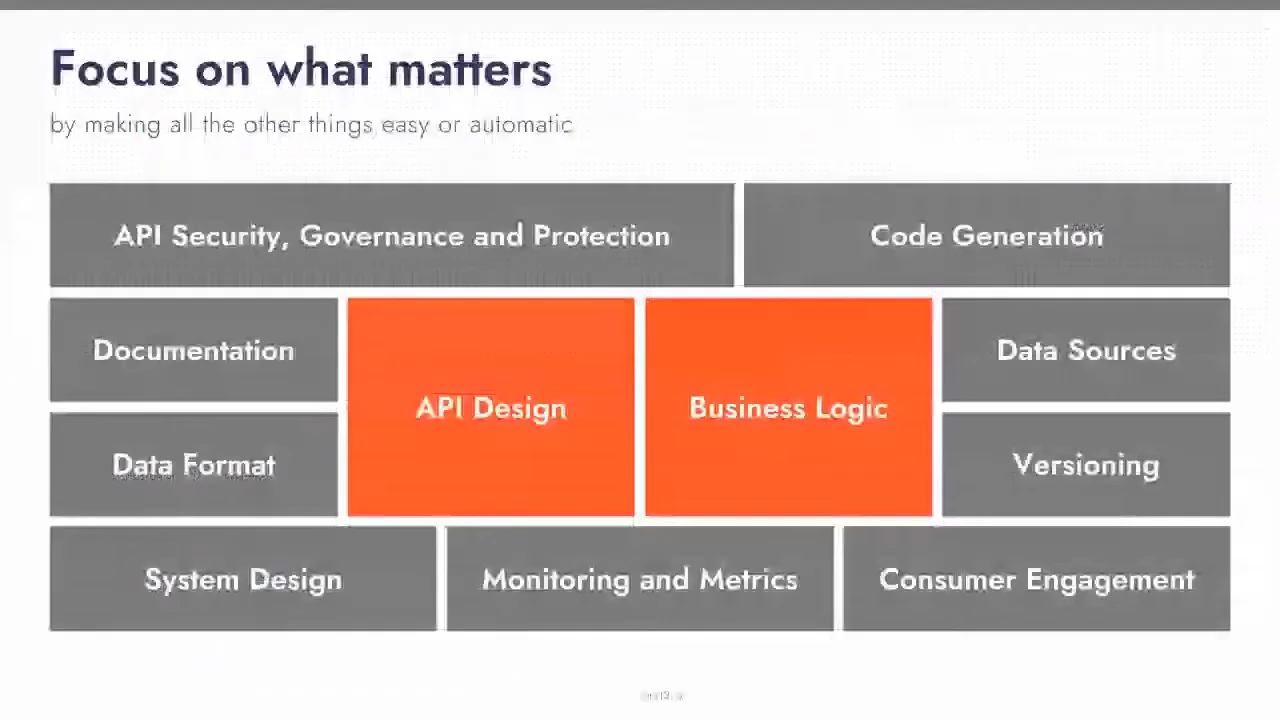 Focus on what matters
by making all the other things easy or automatic
API Security, Governance and Protection
Code Generation
Documentation
API Design
Business Logic
Data Sources
Data Format
Versioning
System Design
Monitoring and Metrics
Consumer Engagement